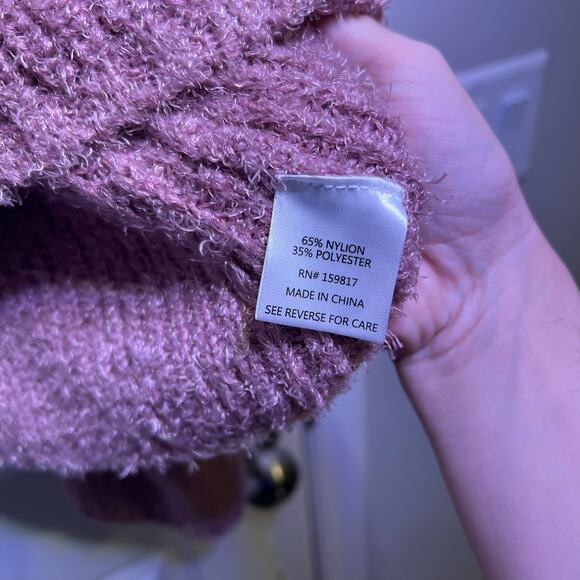 65% NYLION
35% POLYESTER
RN# 159817
MADE IN CHINA
SEE REVERSE FOR CARE